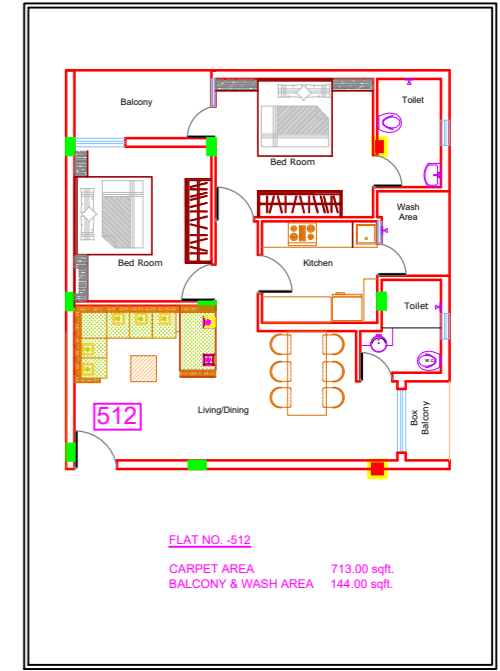 Balcony
Toilet
Bed Room
Wash
Area
Bed Room
Kitchen
Toilet
W.C
512
Living/Dining
Box
Balcony
FLAT NO. -512
CARPET AREA 713.00 sqft.
BALCONY & WASH AREA 144.00 sqft.